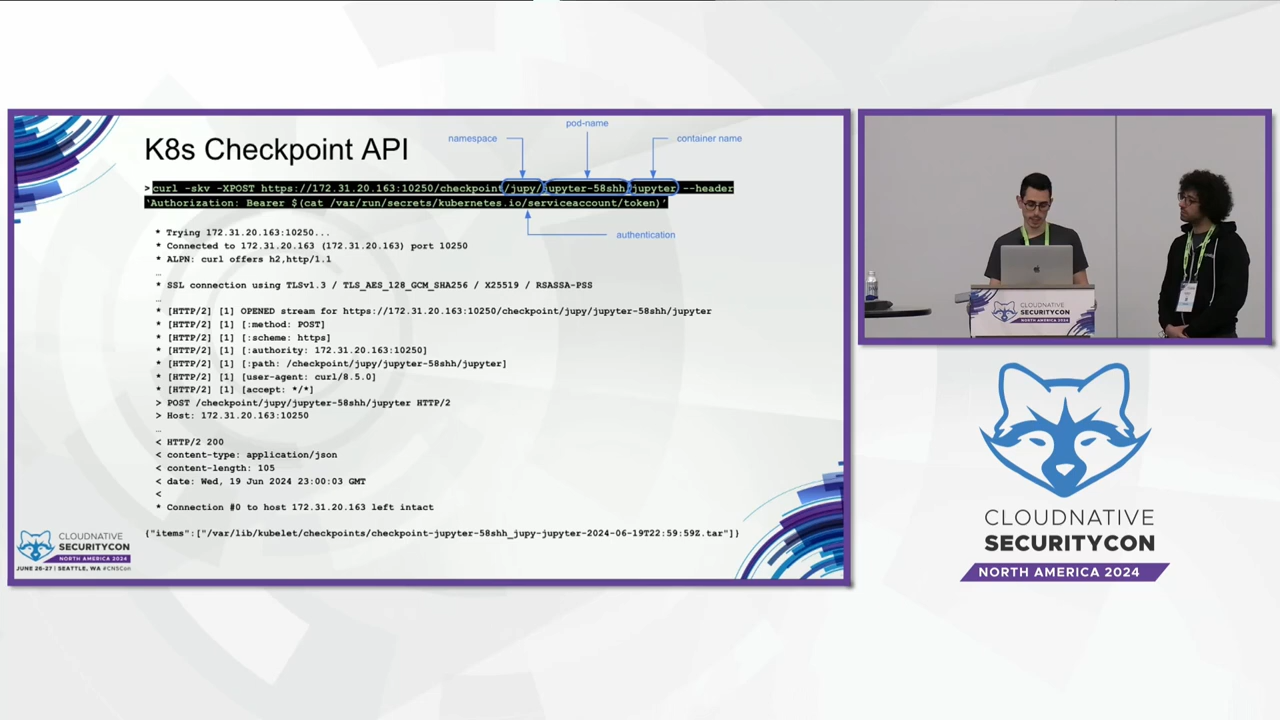 K8s Checkpoint API
namespace
pod-name
container name
> curl -skv -XPOST https://172.31.20.163:10250/checkpoint/jupy/jupyter-58shh/jupyter --header
'Authorization: Bearer $(cat /var/run/secrets/kubernetes.io/serviceaccount/token)'
authentication
* Trying 172.31.20.163:10250...
* Connected to 172.31.20.163 (172.31.20.163) port 10250
* ALPN: curl offers h2,http/1.1
…
* SSL connection using TLSv1.3 / TLS_AES_128_GCM_SHA256 / X25519 / RSASSA-PSS
…
* [HTTP/2] [1] OPENED stream for https://172.31.20.163:10250/checkpoint/jupy/jupyter-58shh/jupyter
* [HTTP/2] [1] [:method: POST]
* [HTTP/2] [1] [:scheme: https]
* [HTTP/2] [1] [:authority: 172.31.20.163:10250]
* [HTTP/2] [1] [:path: /checkpoint/jupy/jupyter-58shh/jupyter]
* [HTTP/2] [1] [user-agent: curl/8.5.0]
* [HTTP/2] [1] [accept: */*]
> POST /checkpoint/jupy/jupyter-58shh/jupyter HTTP/2
> Host: 172.31.20.163:10250
…
< HTTP/2 200
< content-type: application/json
< content-length: 105
< date: Wed, 19 Jun 2024 23:00:03 GMT
<
* Connection #0 to host 172.31.20.163 left intact
{"items":["/var/lib/kubelet/checkpoints/checkpoint-jupyter-58shh_jupy-jupyter-2024-06-19T22:59:59Z.tar"]}
CLOUDNATIVE
SECURITYCON
NORTH AMERICA 2024
JUNE 26-27 | SEATTLE, WA #CNSCon
CLOUDNATIVE
SECURITYCON
NORTH AMERICA 2024
CLOUDNATIVE
SECURITYCON
NORTH AMERICA 2024